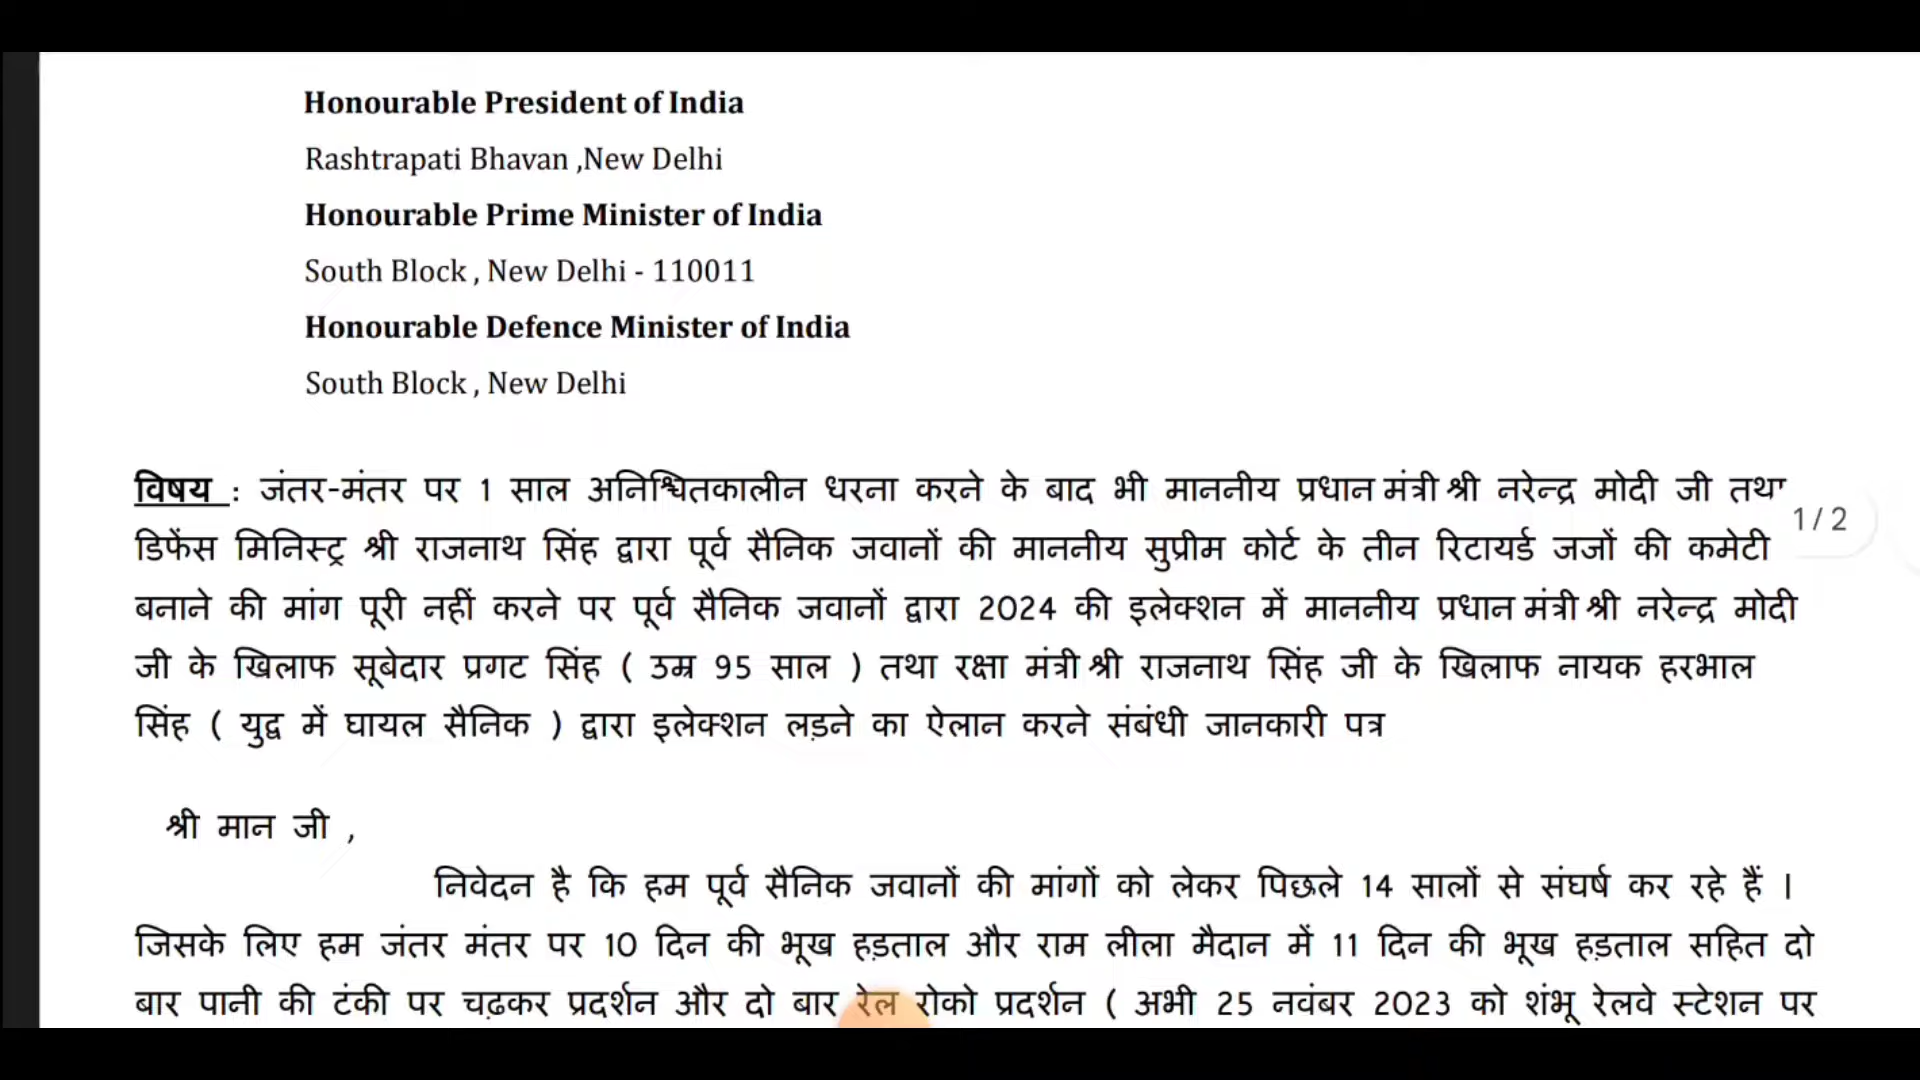 Honourable President of India
Rashtrapati Bhavan ,New Delhi
Honourable Prime Minister of India
South Block , New Delhi - 110011
Honourable Defence Minister of India
South Block , New Delhi
विषय : जंतर-मंतर पर 1 साल अनिश्चितकालीन धरना करने के बाद भी माननीय प्रधान मंत्री श्री नरेन्द्र मोदी जी तथा
1 / 2
डिफेंस मिनिस्ट्र श्री राजनाथ सिंह द्वारा पूर्व सैनिक जवानों की माननीय सुप्रीम कोर्ट के तीन रिटायर्ड जजों की कमेटी
बनाने की मांग पूरी नहीं करने पर पूर्व सैनिक जवानों द्वारा 2024 की इलेक्शन में माननीय प्रधान मंत्री श्री नरेन्द्र मोदी
जी के खिलाफ सूबेदार प्रगट सिंह ( उम्र 95 साल ) तथा रक्षा मंत्री श्री राजनाथ सिंह जी के खिलाफ नायक हरभाल
सिंह ( युद्व में घायल सैनिक ) द्वारा इलेक्शन लड़ने का ऐलान करने संबंधी जानकारी पत्र
श्री मान जी ,
निवेदन है कि हम पूर्व सैनिक जवानों की मांगों को लेकर पिछले 14 सालों से संघर्ष कर रहे हैं ।
जिसके लिए हम जंतर मंतर पर 10 दिन की भूख हड़ताल और राम लीला मैदान में 11 दिन की भूख हड़ताल सहित दो
बार पानी की टंकी पर चढ़कर प्रदर्शन और दो बार रेल रोको प्रदर्शन ( अभी 25 नवंबर 2023 को शंभू रेलवे स्टेशन पर